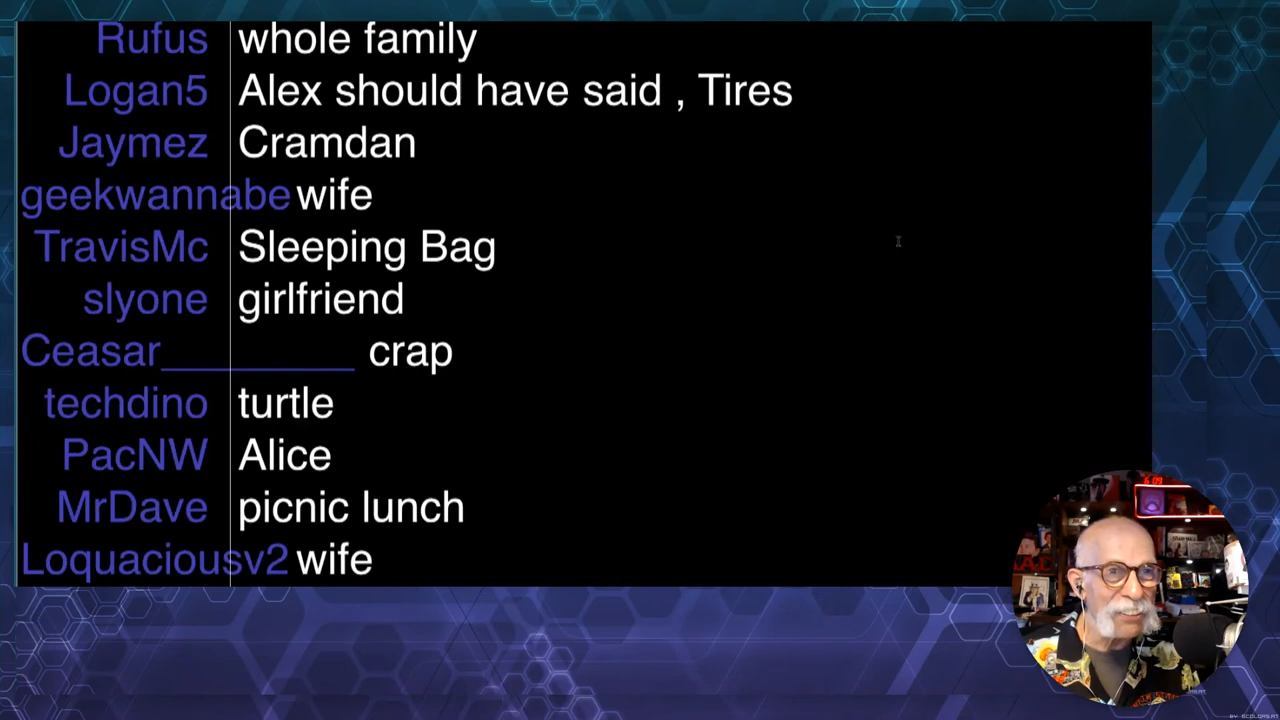 Rufus whole family
Logan5 Alex should have said , Tires
Jaymez Cramdan
geekwannabe wife
TravisMc Sleeping Bag
slyone girlfriend
Ceasar_________ crap
techdino turtle
PacNW Alice
MrDave picnic lunch
Loquaciousv2 wife